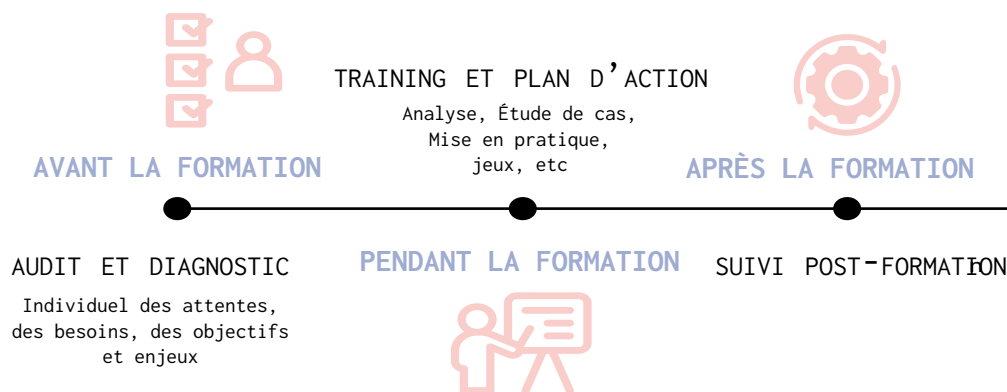 AVANT LA FORMATION
AUDIT ET DIAGNOSTIC
Individuel des attentes,
des besoins, des objectifs
et enjeux
TRAINING ET PLAN D’ACTION
Analyse, Étude de cas,
Mise en pratique,
jeux, etc
PENDANT LA FORMATION
APRÈS LA FORMATION
SUIVI POST-FORMATION